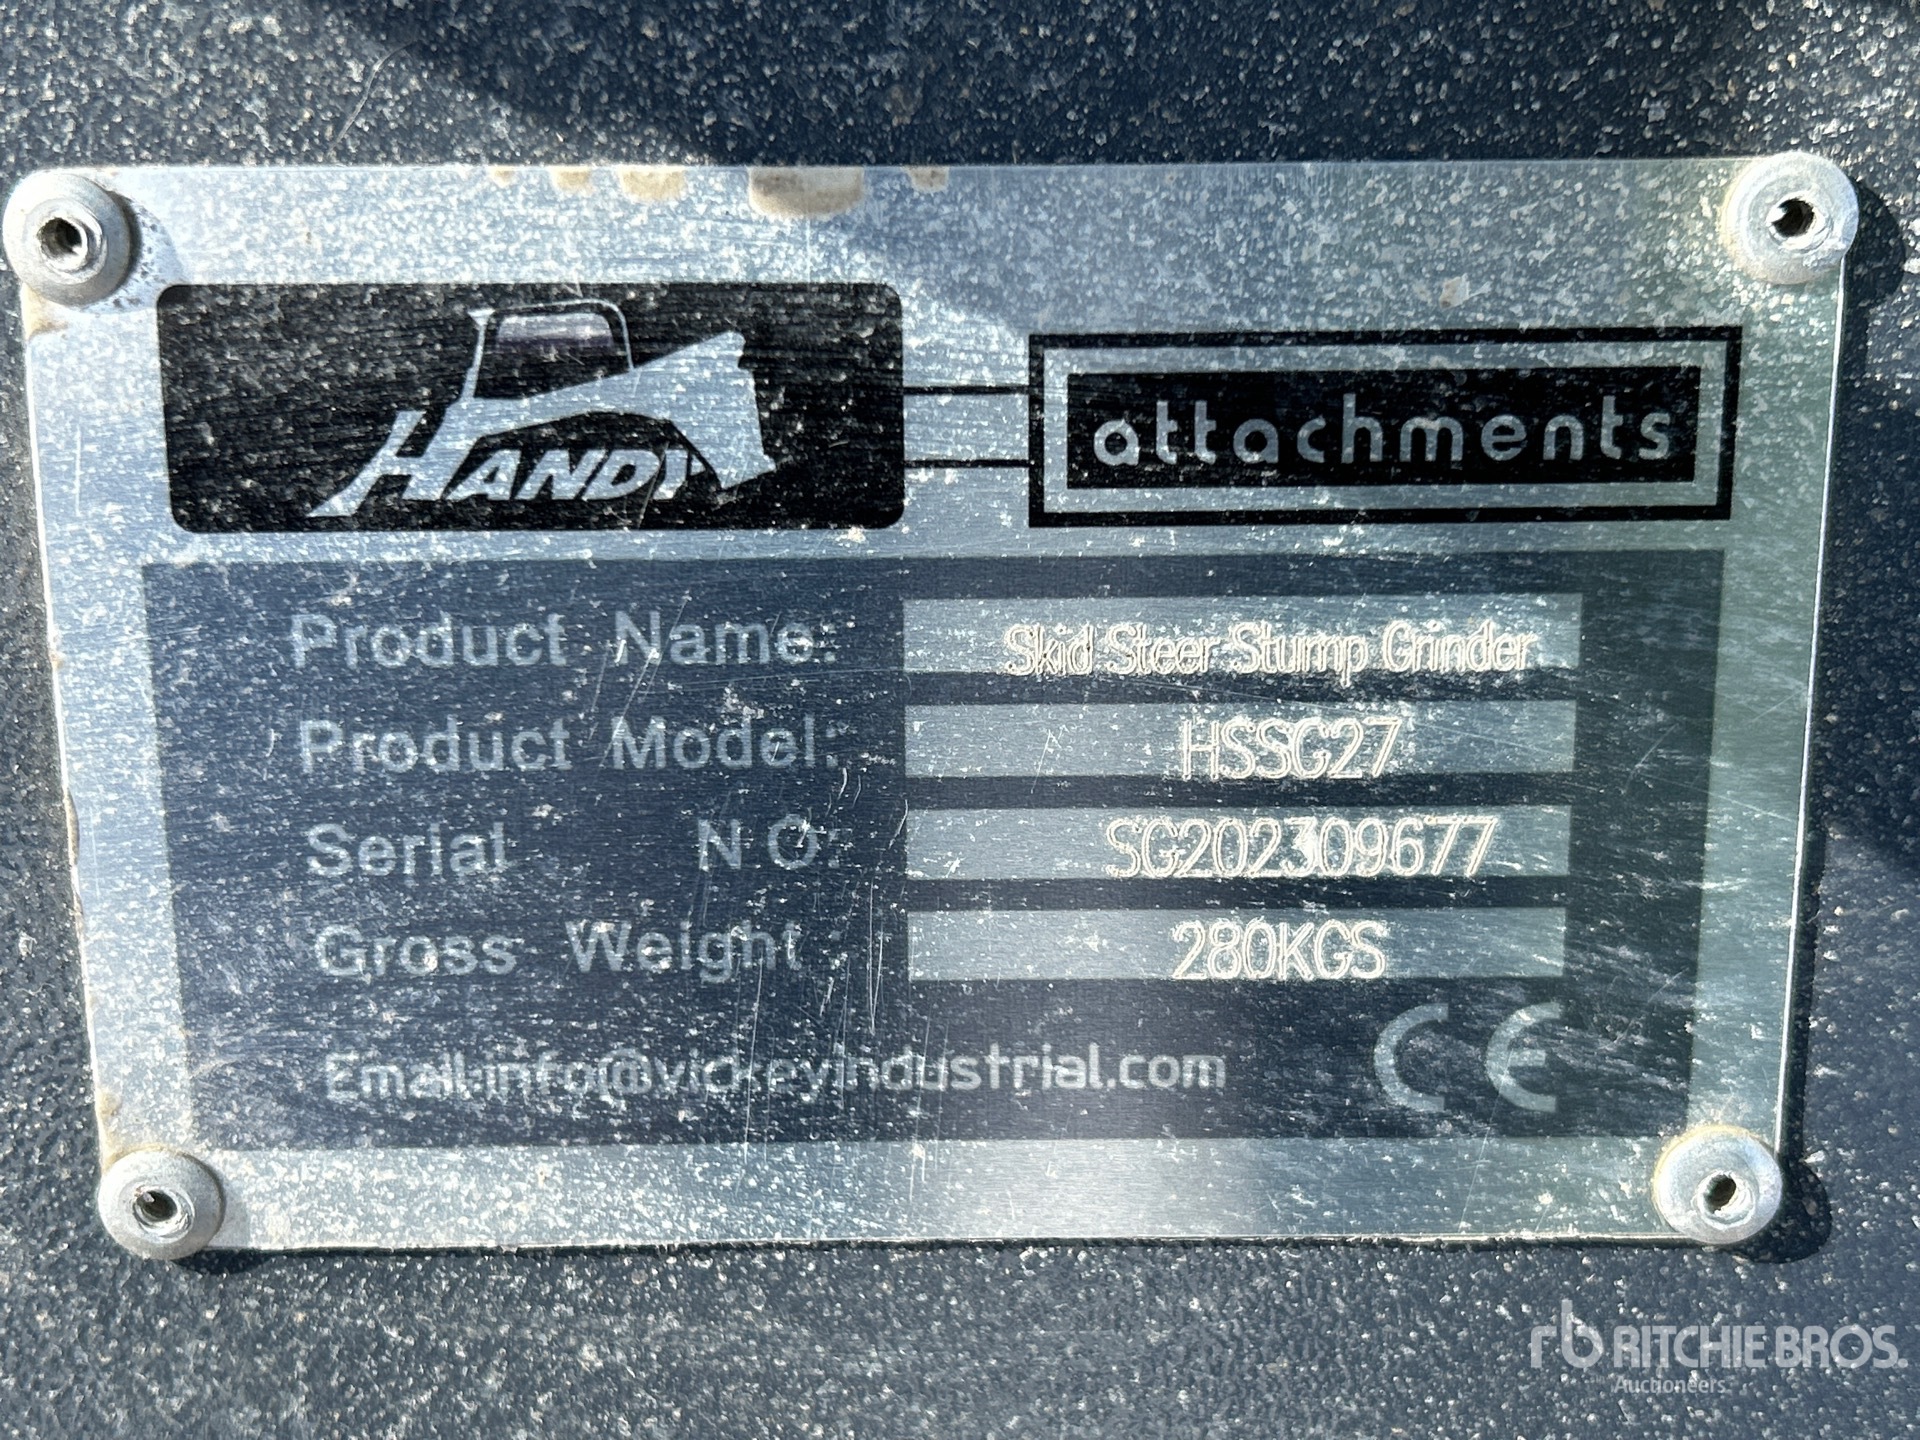 HANDY
attachments
Product Name: Skid Steer Stump Grinder
Product Model: HSSG27
Serial NO: SG202309677
Gross Weight : 280KGS
Email:info@vickeyindustrial.com
CE
rb RITCHIE BROS.
Auctioneers